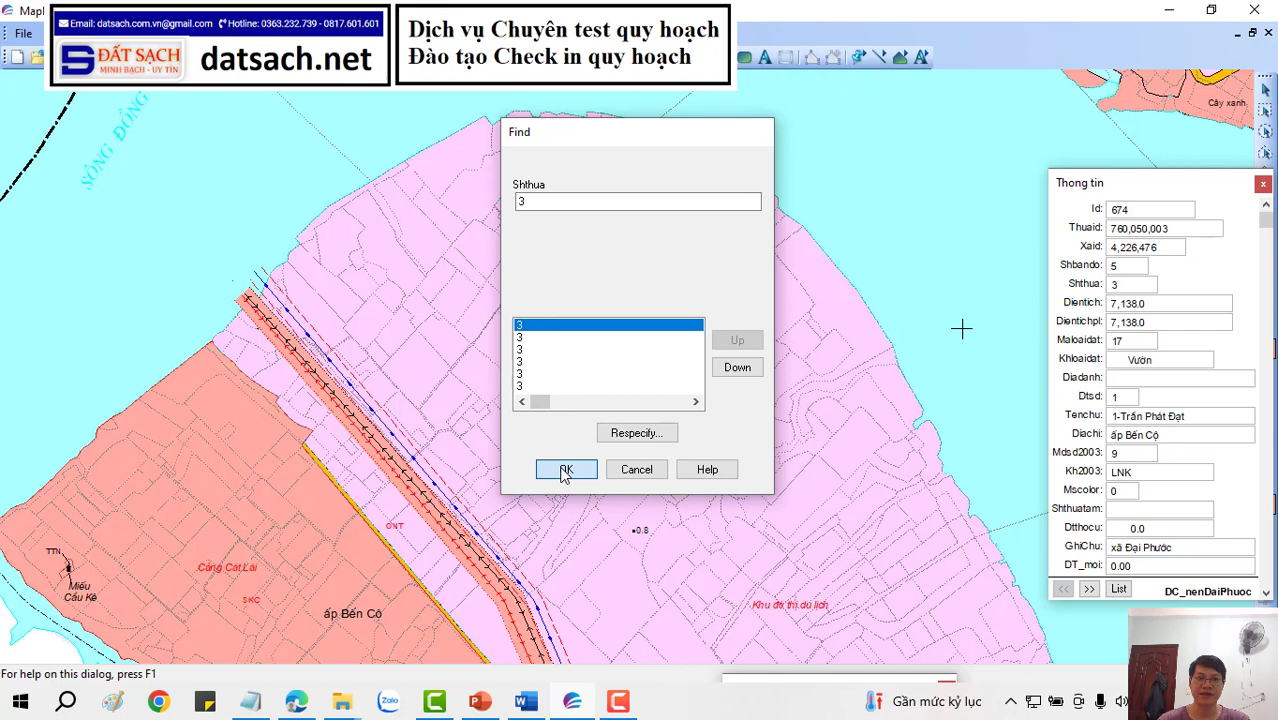 MapI
Email: datsach.com.vn@gmail.com | Hotline: 0363.232.739 - 0817.601.601
ĐẤT SẠCH
MINH BẠCH - UY TÍN
datsach.net
Dịch vụ Chuyên test quy hoạch
Đào tạo Check in quy hoạch
File
SÔNG ĐỒNG
Cây xanh
Find
Shthua
3
3
3
3
3
3
3
Up
Down
Respecify...
OK
Cancel
Help
Thong tin
Id: 674
Thuaid: 760,050,003
Xaid: 4,226,476
Shbando: 5
Shthua: 3
Dientich: 7,138.0
Dientichpl: 7,138.0
Maloaidat: 17
Khloaidat: Vườn
Diadanh:
Dtsd: 1
Tenchu: 1-Trần Phát Đạt
Diachi: ấp Bến Cộ
Mdsd2003: 9
Kh2003: LNK
Mscolor: 0
Shthuatam:
Dtthocu: 0.0
GhiChu: xã Đại Phước
DT_moi: 0.00
<< >> List DC_nenDaiPhuoc
0.8
ONT
TTN
Miếu
Cầu Kê
Cảng Cát Lái
SKC
ấp Bến Cộ
Khu đô thị du lịch
For help on this dialog, press F1
Zalo
Gần mức kỷ lục